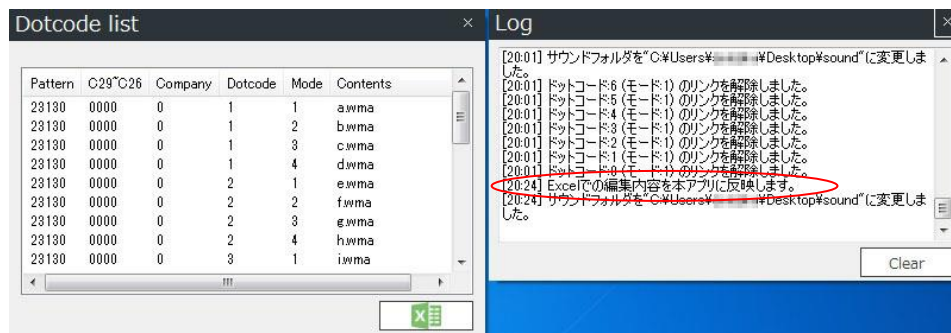 Dotcode list
Pattern C29~C26 Company Dotcode Mode Contents
23130 0000 0 1 1 a.wma
23130 0000 0 1 2 b.wma
23130 0000 0 1 3 c.wma
23130 0000 0 1 4 d.wma
23130 0000 0 2 1 e.wma
23130 0000 0 2 2 f.wma
23130 0000 0 2 3 g.wma
23130 0000 0 2 4 h.wma
23130 0000 0 3 1 i.wma
Log
[20:01] サウンドフォルダを"C:¥Users¥ ¥Desktop¥sound"に変更しま
した。
[20:01] ドットコード:6 (モード:1) のリンクを解除しました。
[20:01] ドットコード:5 (モード:1) のリンクを解除しました。
[20:01] ドットコード:4 (モード:1) のリンクを解除しました。
[20:01] ドットコード:3 (モード:1) のリンクを解除しました。
[20:01] ドットコード:2 (モード:1) のリンクを解除しました。
[20:01] ドットコード:1 (モード:1) のリンクを解除しました。
[20:01] ドットコード:0 (モード:1) のリンクを解除しました。
[20:24] Excelでの編集内容を本アプリに反映します。
[20:24] サウンドフォルダを"C:¥Users¥ ¥Desktop¥sound"に変更しま
した。
Clear